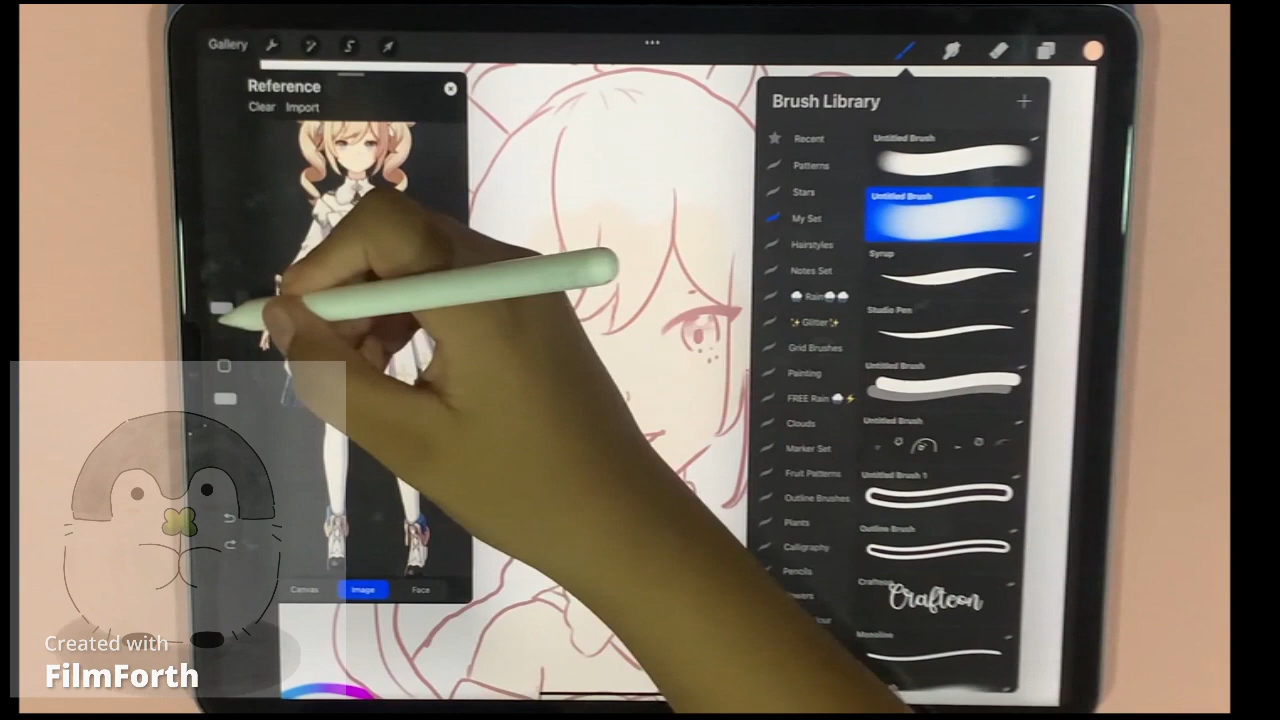 Gallery
Reference
Clear Import
Canvas Image Face
Brush Library
Recent
Patterns
Stars
My Set
Hairstyles
Notes Set
🌧️Rain🌧️🌧️
✨Glitter✨
Grid Brushes
Painting
FREE Rain🌧️⚡
Clouds
Marker Set
Fruit Patterns
Outline Brushes
Plants
Calligraphy
Pencils
Untitled Brush
Untitled Brush
Syrup
Studio Pen
Untitled Brush
Untitled Brush
Untitled Brush 1
Outline Brush
Crafteon
Crafteon
Monoline
Created with
FilmForth